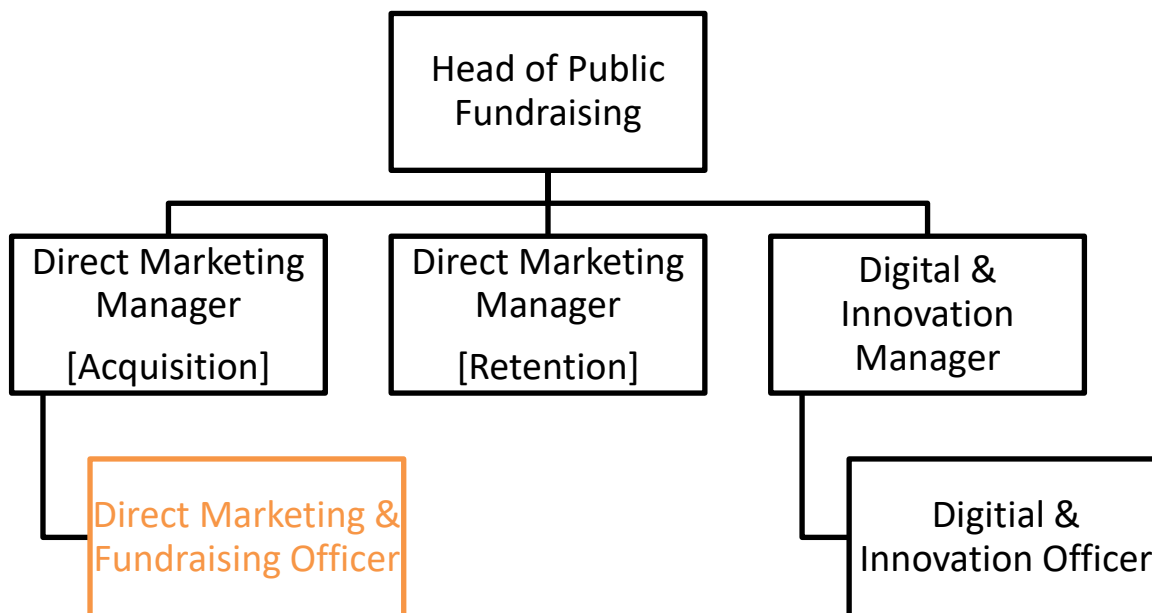 Head of Public
Fundraising
Direct Marketing
Manager
[Acquisition]
Direct Marketing
Manager
[Retention]
Digital &
Innovation
Manager
Direct Marketing &
Fundraising Officer
Digitial &
Innovation Officer